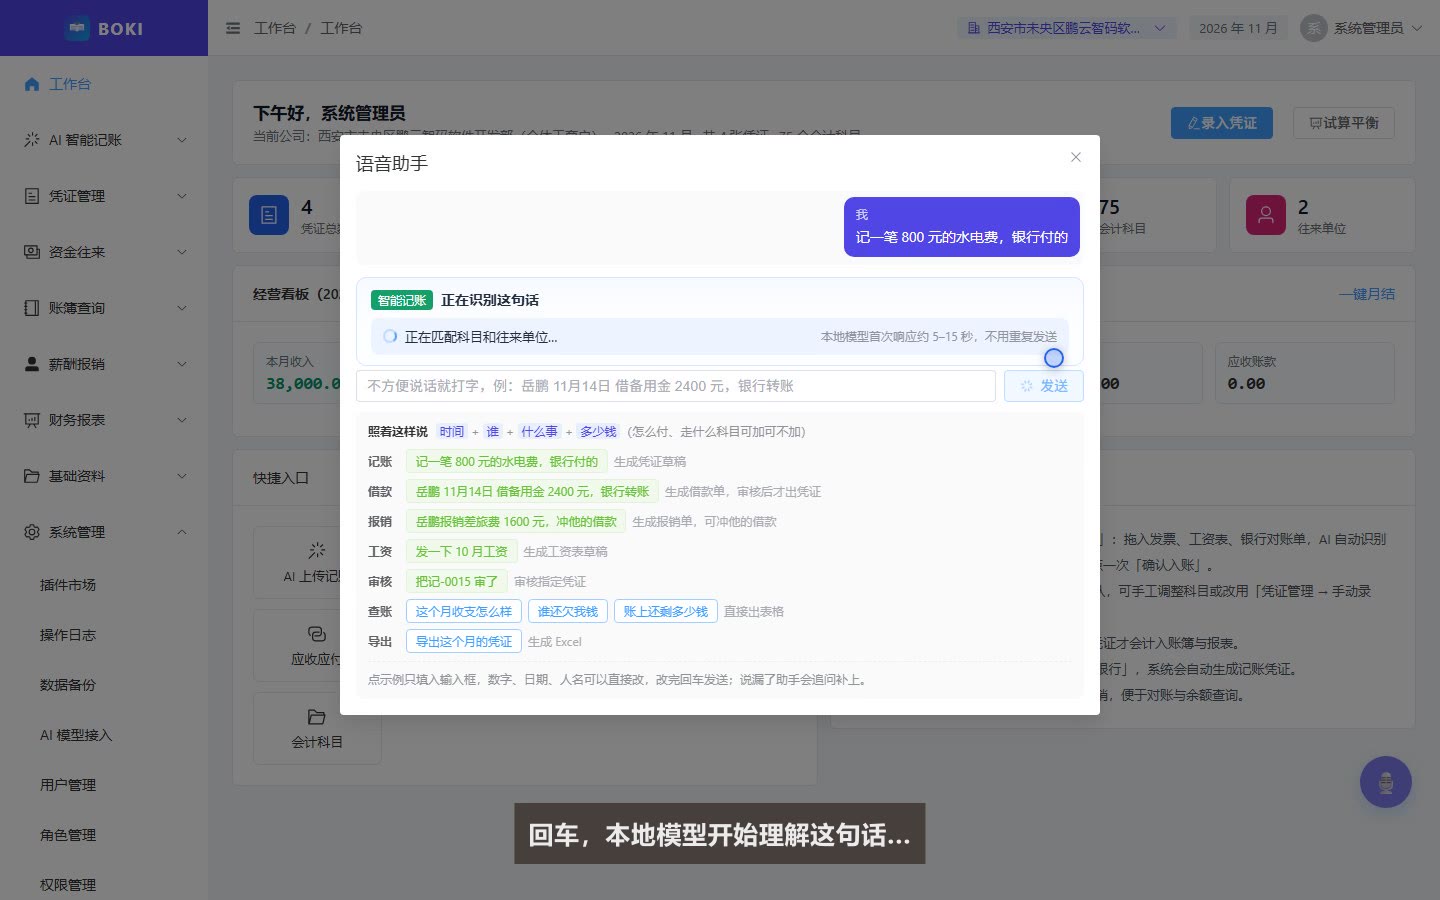 BOKI
工作台 / 工作台
西安市未央区鹏云智码软...
2026 年 11 月
系
系统管理员
工作台
AI 智能记账
凭证管理
资金往来
账簿查询
薪酬报销
财务报表
基础资料
系统管理
插件市场
操作日志
数据备份
AI 模型接入
用户管理
角色管理
权限管理
下午好，系统管理员
录入凭证
试算平衡
4
凭证总
75
会计科目
2
往来单位
经营看板（20
一键月结
本月收入
38,000.0
00
应收账款
0.00
快捷入口
AI 上传记
应收应付
会计科目
：拖入发票、工资表、银行对账单，AI 自动识别
一次「确认入账」。
，可手工调整科目或改用「凭证管理 → 手动录
证才会计入账簿与报表。
银行」，系统会自动生成记账凭证。
，便于对账与余额查询。
语音助手
我
记一笔 800 元的水电费，银行付的
智能记账 正在识别这句话
正在匹配科目和往来单位...
本地模型首次响应约 5–15 秒，不用重复发送
不方便说话就打字，例：岳鹏 11月14日 借备用金 2400 元，银行转账
发送
照着这样说 时间 + 谁 + 什么事 + 多少钱 （怎么付、走什么科目可加可不加）
记账 记一笔 800 元的水电费，银行付的 生成凭证草稿
借款 岳鹏 11月14日 借备用金 2400 元，银行转账 生成借款单，审核后才出凭证
报销 岳鹏报销差旅费 1600 元，冲他的借款 生成报销单，可冲他的借款
工资 发一下 10 月工资 生成工资表草稿
审核 把记-0015 审了 审核指定凭证
查账 这个月收支怎么样 谁还欠我钱 账上还剩多少钱 直接出表格
导出 导出这个月的凭证 生成 Excel
点示例只填入输入框，数字、日期、人名可以直接改，改完回车发送；说漏了助手会追问补上。
回车，本地模型开始理解这句话...